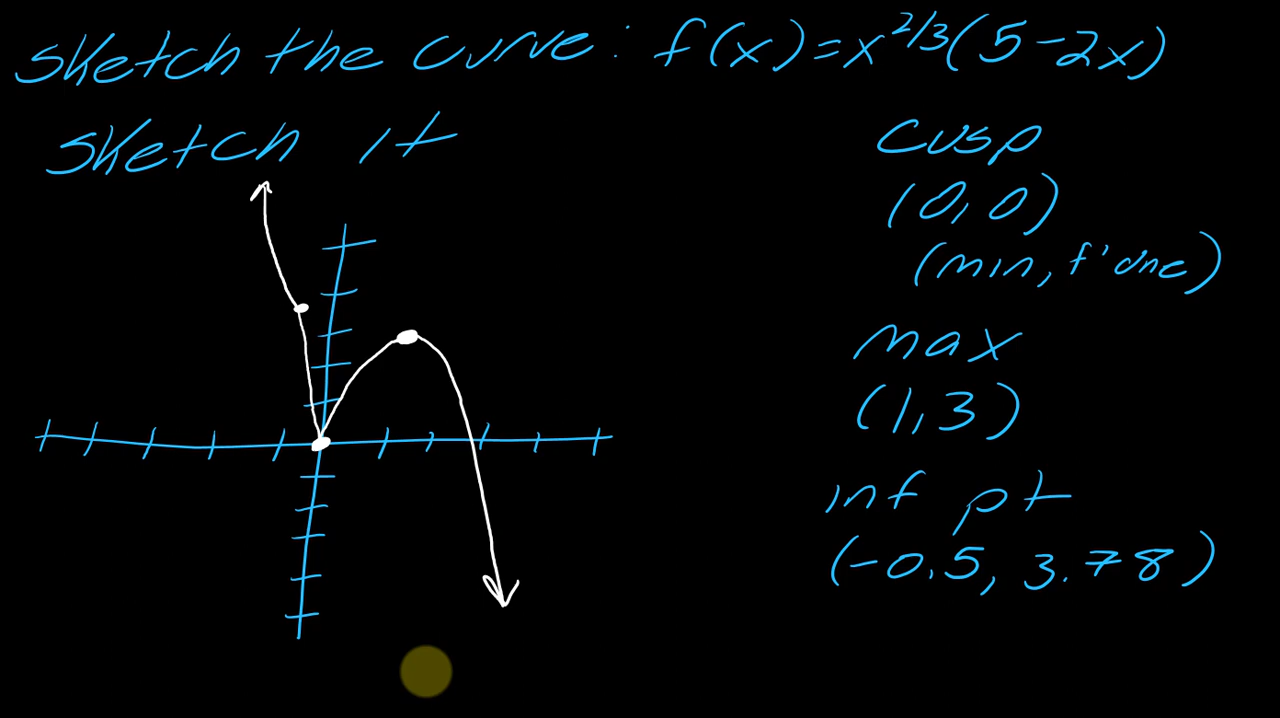 Sketch the curve: f(x)=x^2/3(5-2x)
Sketch it
cusp
(0,0)
(min, f'dne)
max
(1,3)
inf pt
(-0.5, 3.78)